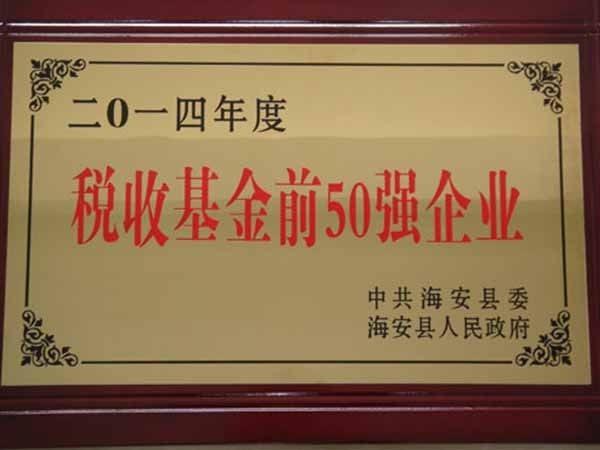 二0一四年度
税收基金前50强企业
中共海安县委
海安县人民政府